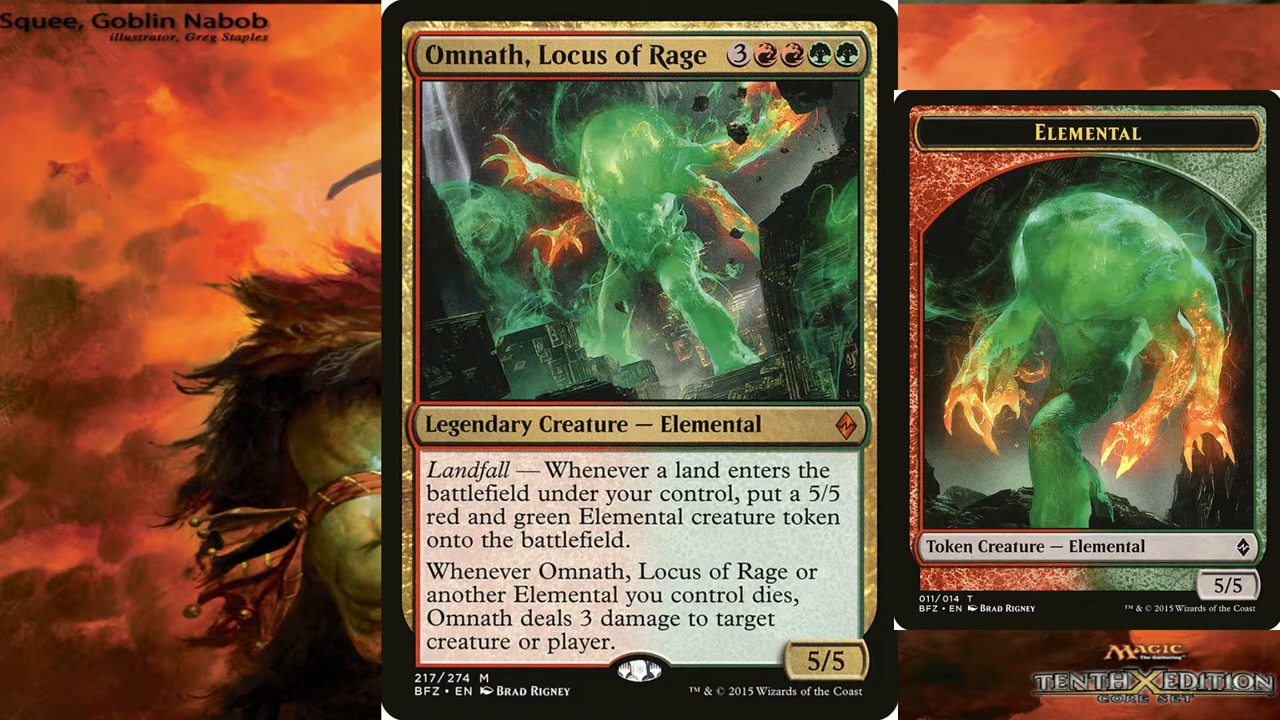 Squee, Goblin Nabob
illustrator, Greg Staples
Omnath, Locus of Rage 3
Legendary Creature — Elemental
Landfall — Whenever a land enters the
battlefield under your control, put a 5/5
red and green Elemental creature token
onto the battlefield.
Whenever Omnath, Locus of Rage or
another Elemental you control dies,
Omnath deals 3 damage to target
creature or player.
5/5
217/274 M
BFZ • EN Brad Rigney
™ & © 2015 Wizards of the Coast
Elemental
Token Creature — Elemental
5/5
011/014 T
BFZ • EN Brad Rigney
™ & © 2015 Wizards of the Coast
Magic
The Gathering
TENTH EDITION
CORE SET